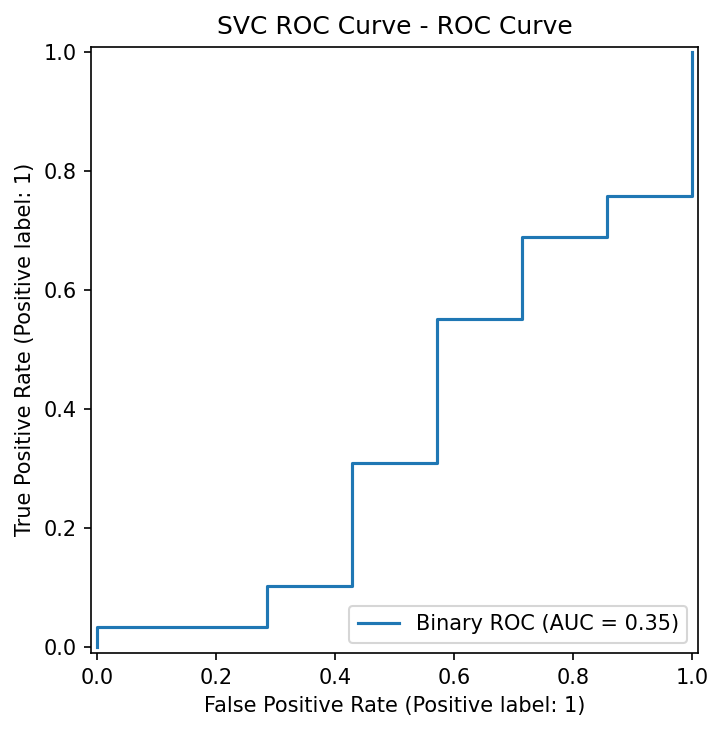 SVC ROC Curve - ROC Curve
True Positive Rate (Positive label: 1)
1.0
0.8
0.6
0.4
0.2
0.0
Binary ROC (AUC = 0.35)
0.0 0.2 0.4 0.6 0.8 1.0
False Positive Rate (Positive label: 1)